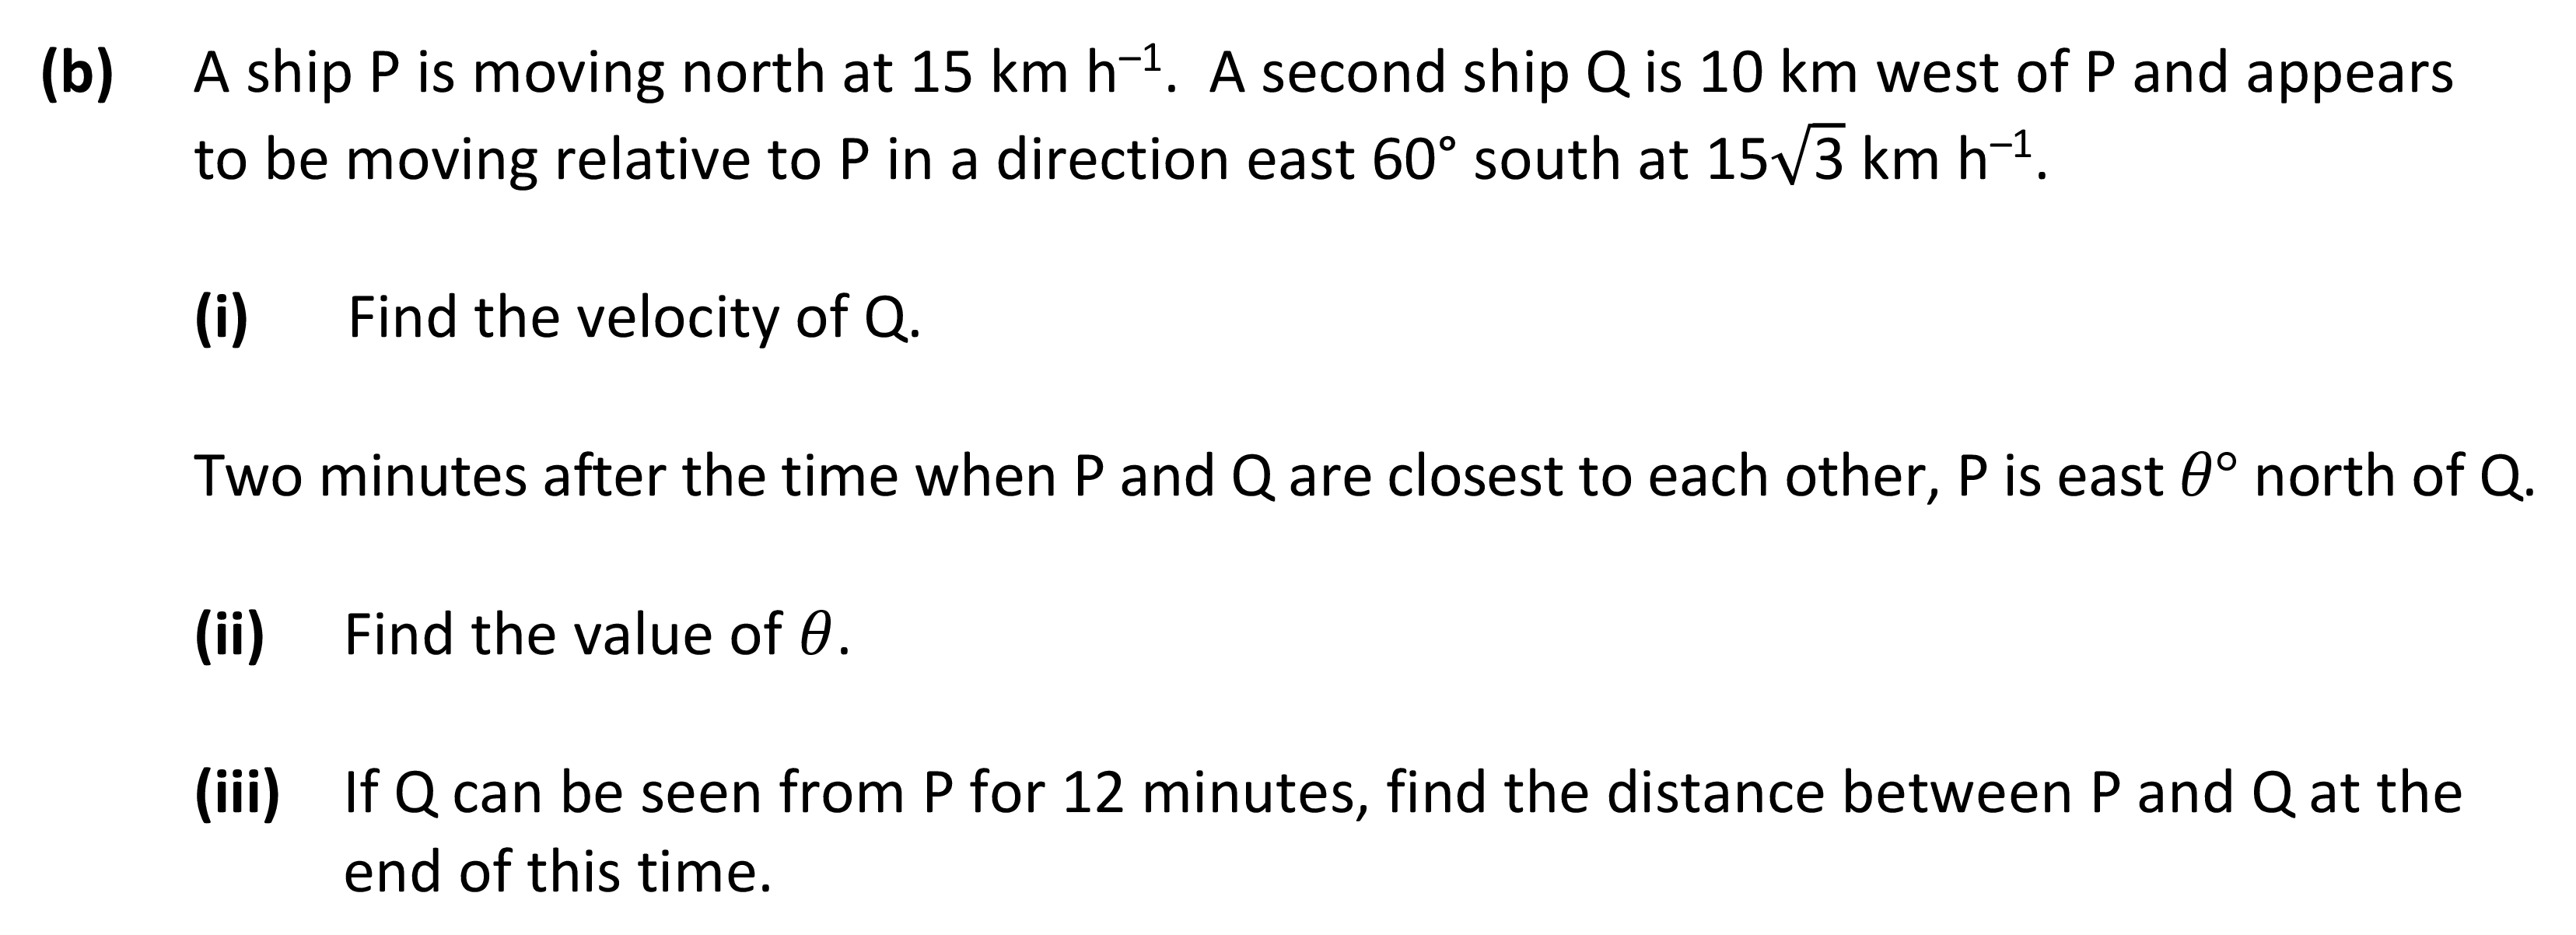 (b) A ship P is moving north at 15 km h⁻¹. A second ship Q is 10 km west of P and appears
to be moving relative to P in a direction east 60° south at 15√3 km h⁻¹.
(i) Find the velocity of Q.
Two minutes after the time when P and Q are closest to each other, P is east θ° north of Q.
(ii) Find the value of θ.
(iii) If Q can be seen from P for 12 minutes, find the distance between P and Q at the
end of this time.